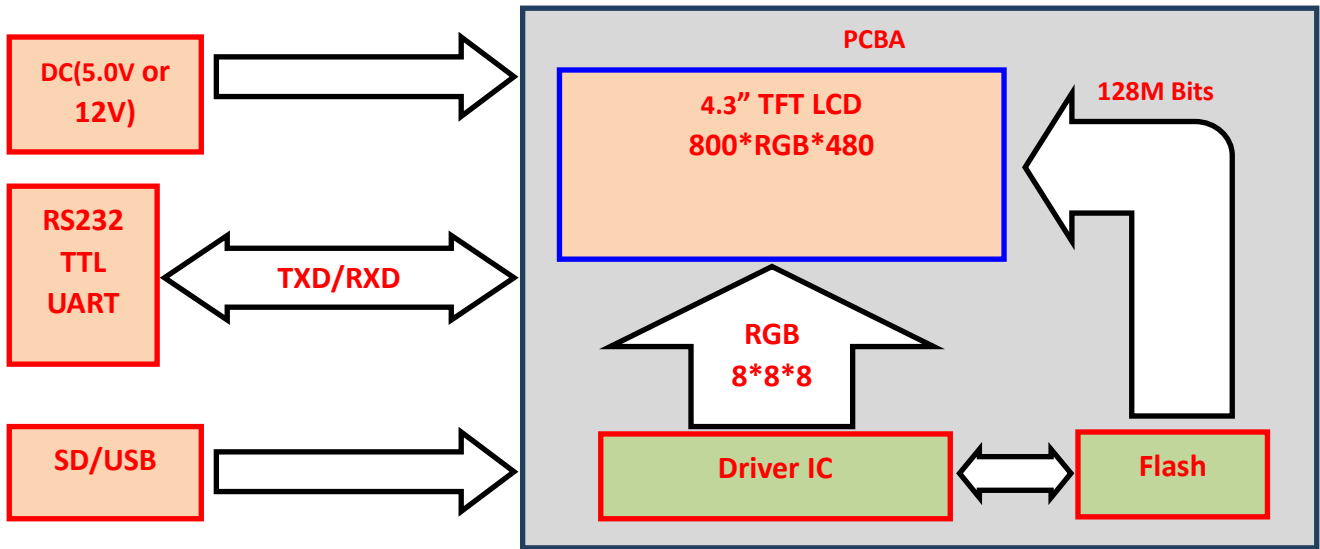 DC(5.0V or
12V)
RS232
TTL
UART
TXD/RXD
SD/USB
PCBA
4.3” TFT LCD
800*RGB*480
128M Bits
RGB
8*8*8
Driver IC
Flash